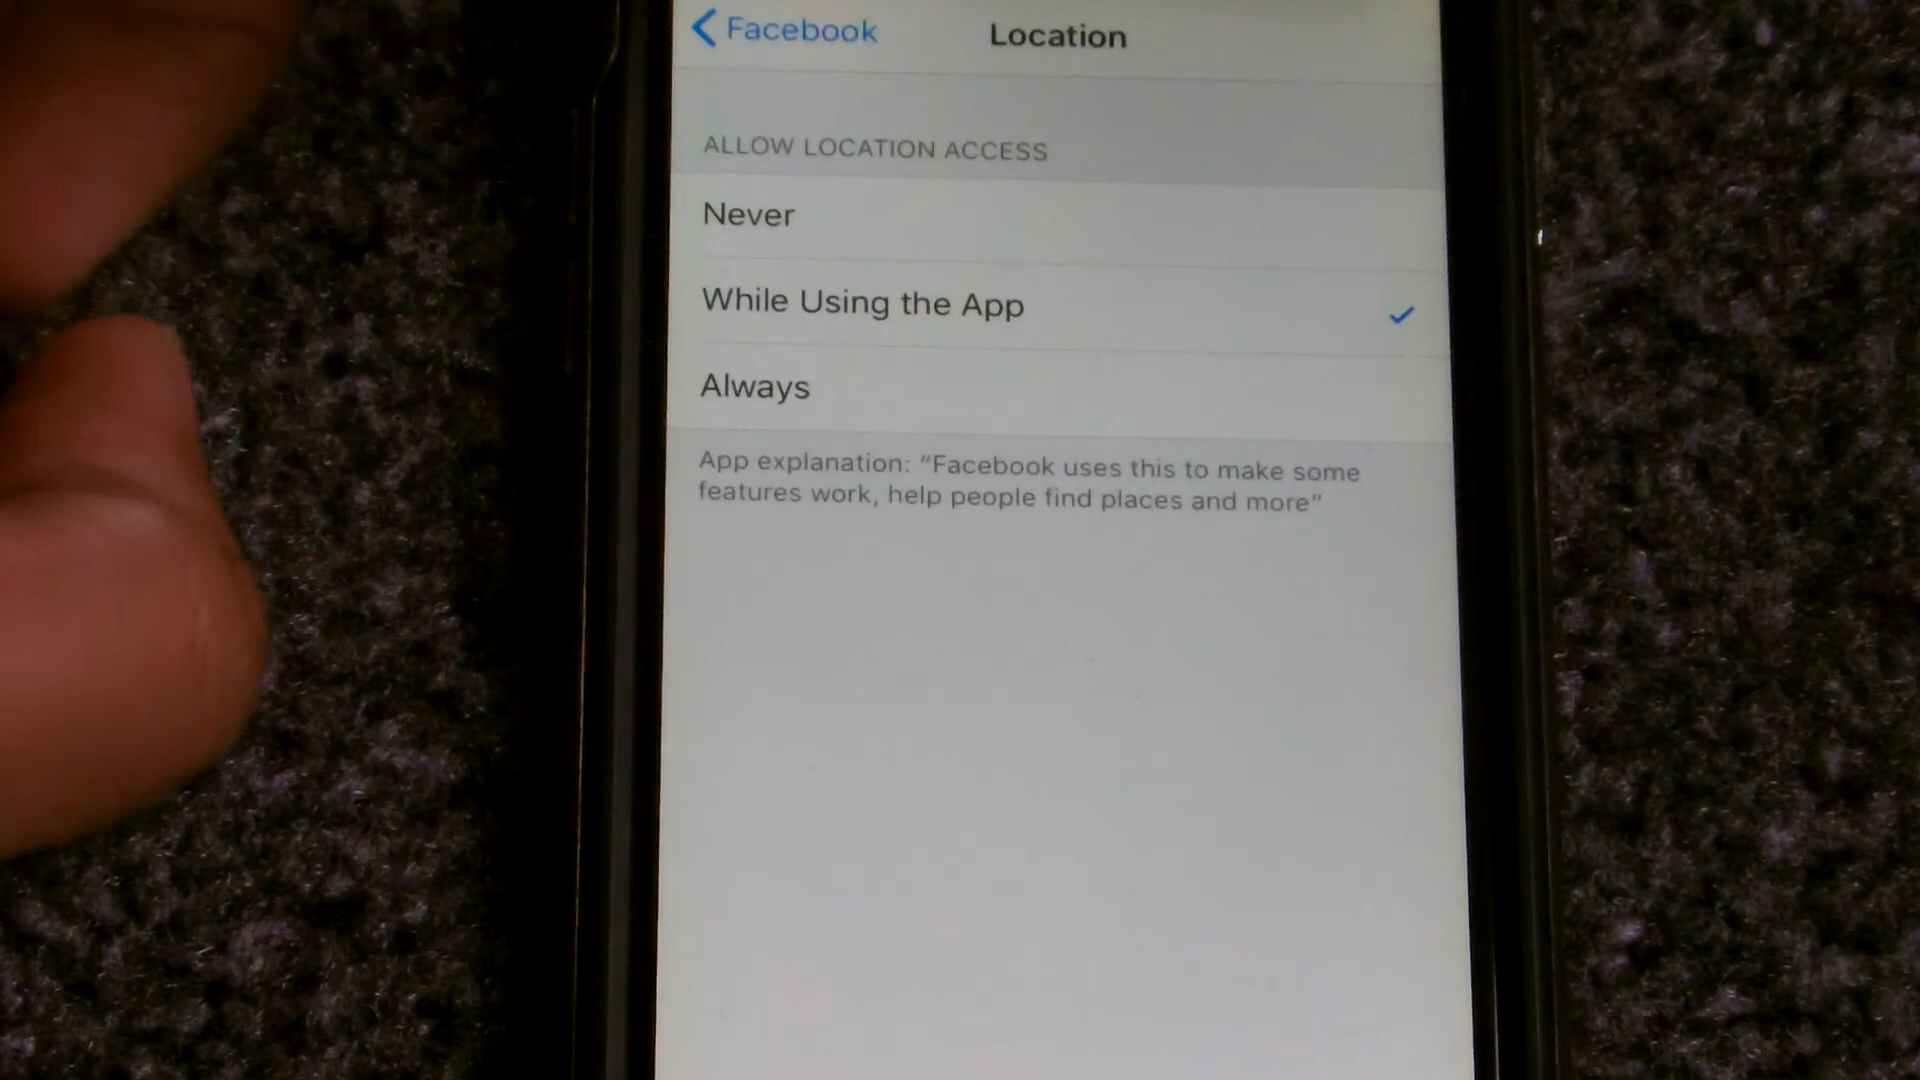 Facebook
Location
ALLOW LOCATION ACCESS
Never
While Using the App
Always
App explanation: “Facebook uses this to make some
features work, help people find places and more”